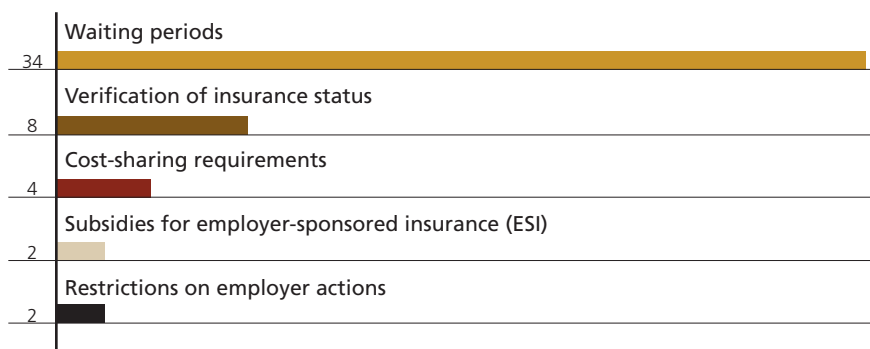 Waiting periods
34
Verification of insurance status
8
Cost-sharing requirements
4
Subsidies for employer-sponsored insurance (ESI)
2
Restrictions on employer actions
2